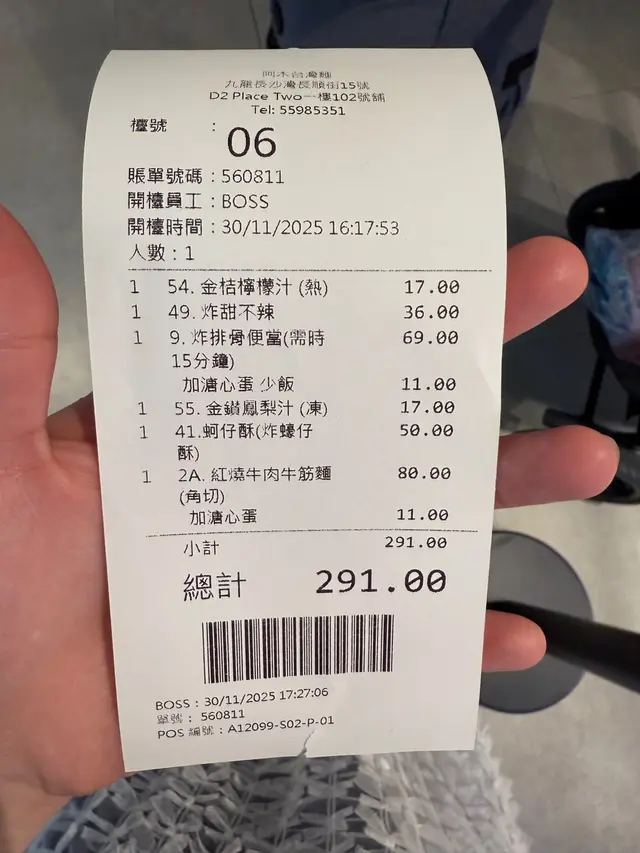 阿木台灣麵
九龍長沙灣長順街15號
D2 Place Two一樓102號舖
Tel: 55985351
檯號 : 06
賬單號碼 : 560811
開檯員工 : BOSS
開檯時間 : 30/11/2025 16:17:53
人數 : 1
1 54. 金桔檸檬汁 (熱) 17.00
1 49. 炸甜不辣 36.00
1 9. 炸排骨便當(需時 69.00
15分鐘)
加溏心蛋 少飯 11.00
1 55. 金鑽鳳梨汁 (凍) 17.00
1 41.蚵仔酥(炸蠔仔 50.00
酥)
1 2A. 紅燒牛肉牛筋麵 80.00
(角切)
加溏心蛋 11.00
小計 291.00
總計 291.00
BOSS : 30/11/2025 17:27:06
單號 : 560811
POS 編號 : A12099-S02-P-01